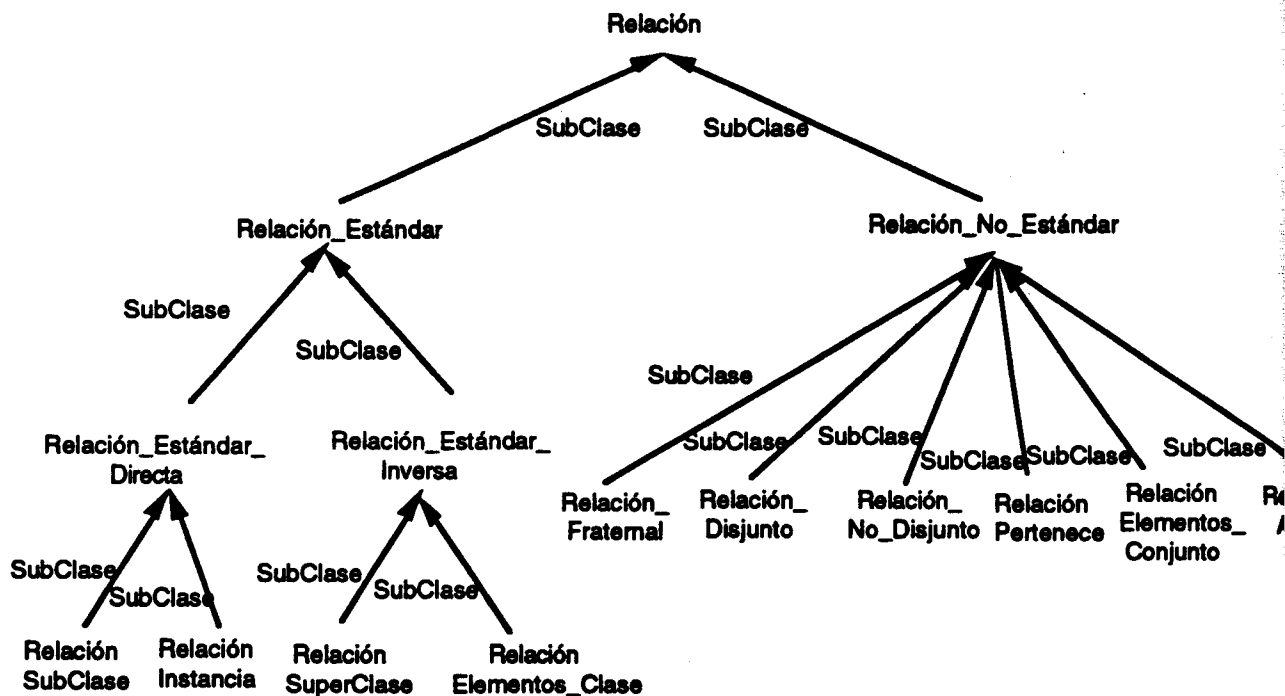 Relación
SubClase SubClase
Relación_Estándar Relación_No_Estándar
SubClase
SubClase
SubClase
Relación_Estándar_
Directa
Relación_Estándar_
Inversa
SubClase SubClase SubClase SubClase SubClase
Relación_
Fraternal
Relación_
Disjunto
Relación_
No_Disjunto
Relación
Pertenece
Relación
Elementos_
Conjunto
SubClase
SubClase
SubClase
SubClase
Relación
SubClase
Relación
Instancia
Relación
SuperClase
Relación
Elementos_Clase